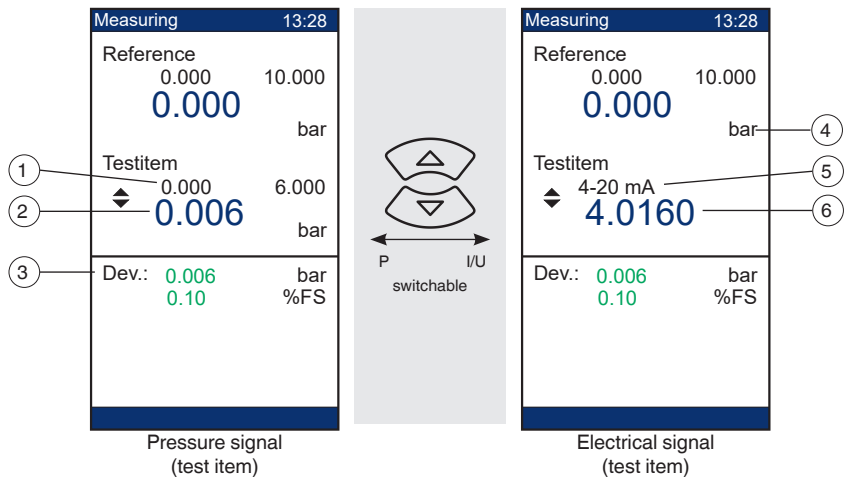 Measuring 13:28
Reference
0.000 10.000
0.000
bar
Testitem
0.000 6.000
0.006
bar
Dev.: 0.006 bar
0.10 %FS
Pressure signal
(test item)
1
2
3
P I/U
switchable
Measuring 13:28
Reference
0.000 10.000
0.000
bar
Testitem
4-20 mA
4.0160
Dev.: 0.006 bar
0.10 %FS
Electrical signal
(test item)
4
5
6